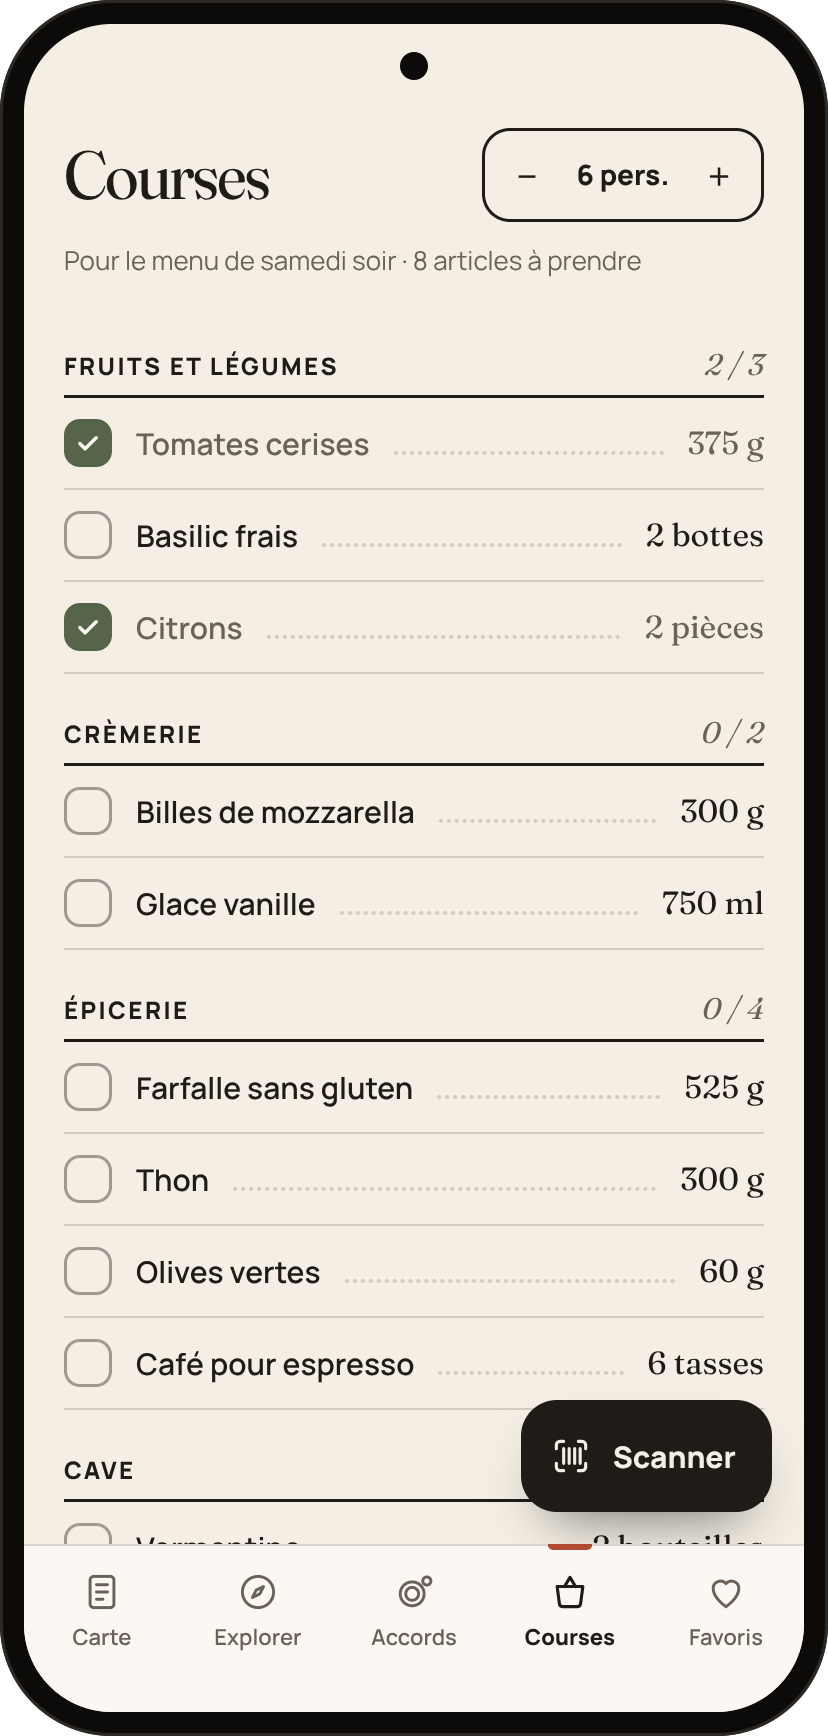 Courses
− 6 pers. +
Pour le menu de samedi soir · 8 articles à prendre
FRUITS ET LÉGUMES 2 / 3
Tomates cerises 375 g
Basilic frais 2 bottes
Citrons 2 pièces
CRÈMERIE 0 / 2
Billes de mozzarella 300 g
Glace vanille 750 ml
ÉPICERIE 0 / 4
Farfalle sans gluten 525 g
Thon 300 g
Olives vertes 60 g
Café pour espresso 6 tasses
Scanner
CAVE
Vermentino 2 bouteilles
Carte Explorer Accords Courses Favoris